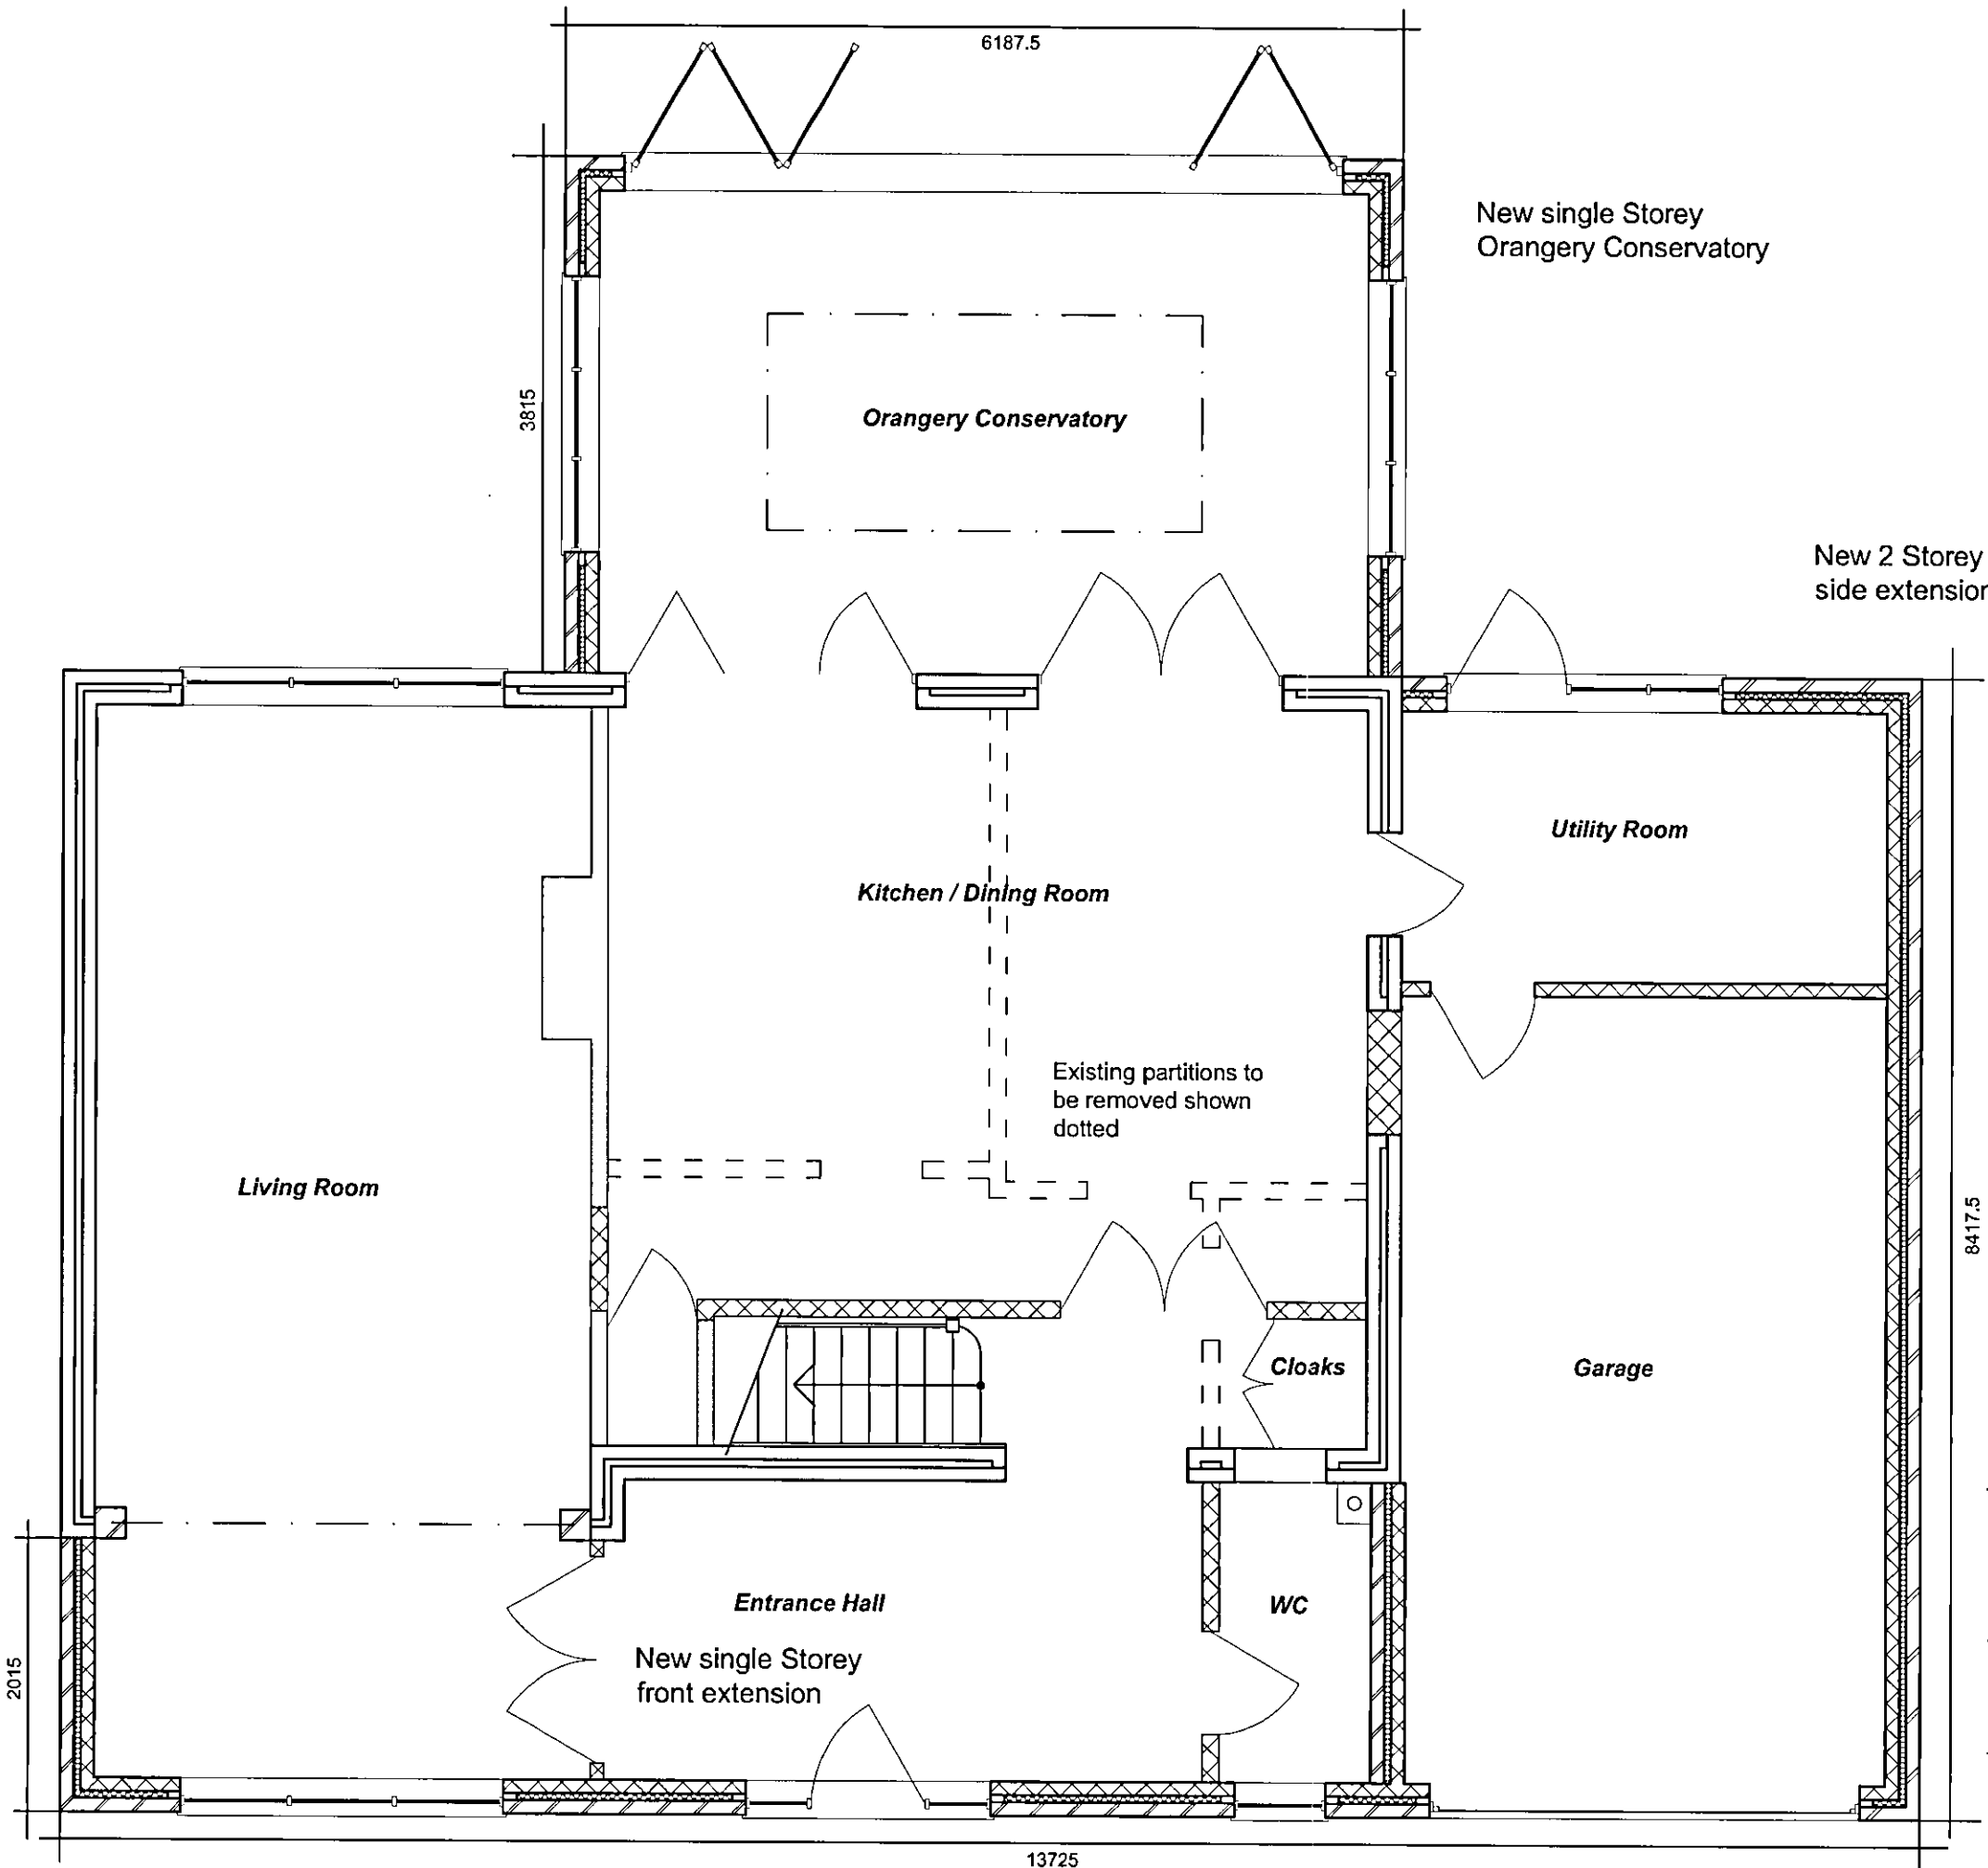 6187.5
New single Storey
Orangery Conservatory
3815
Orangery Conservatory
New 2 Storey
side extension
Utility Room
Kitchen / Dining Room
Existing partitions to
be removed shown
dotted
Living Room
8417.5
Cloaks
Garage
Entrance Hall
WC
New single Storey
front extension
2015
13725